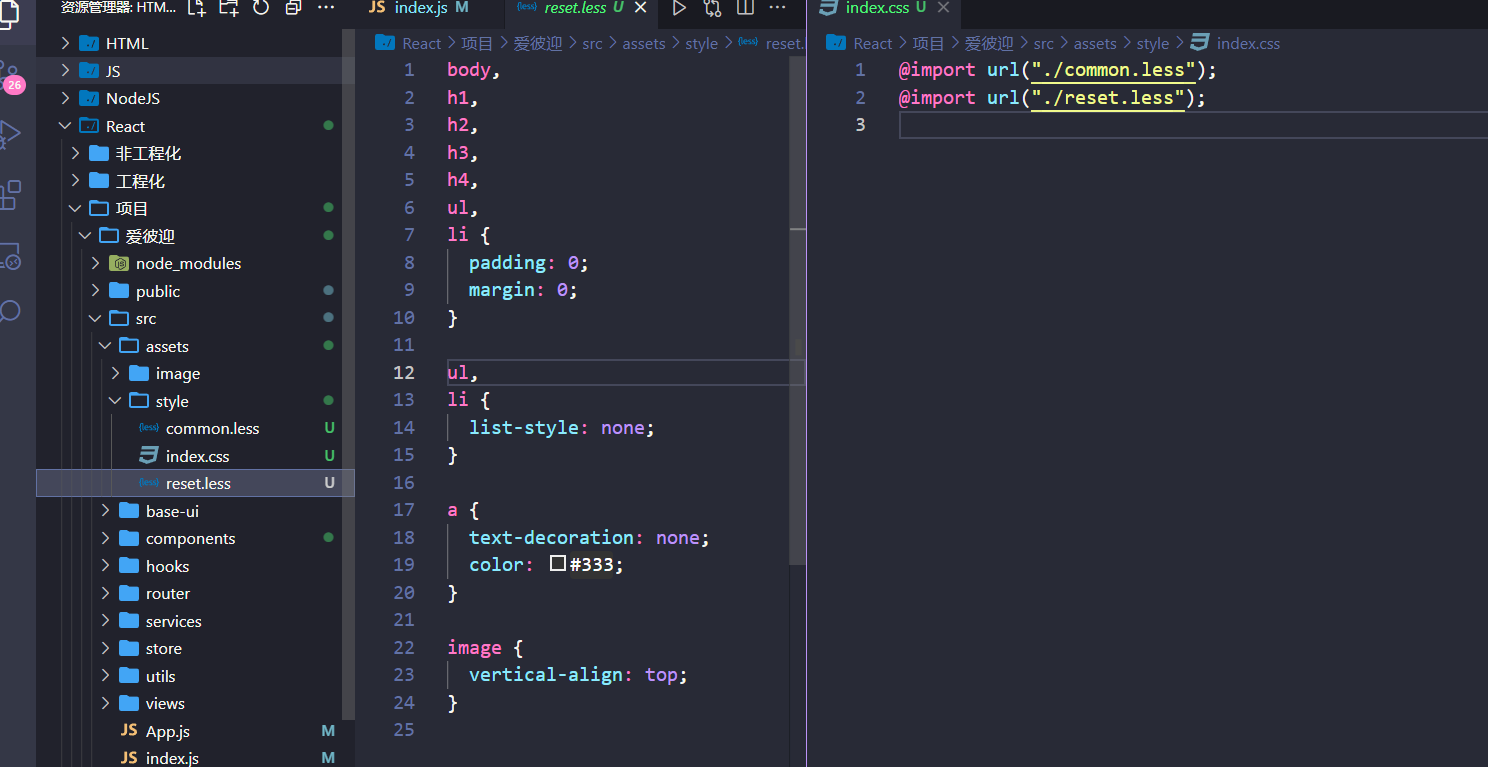 资源管理器: HTM...
HTML
JS
26
NodeJS
React
非工程化
工程化
项目
爱彼迎
node_modules
public
src
assets
image
style
common.less U
index.css U
reset.less U
base-ui
components
hooks
router
services
store
utils
views
JS App.js M
JS index.js M
JS index.js M
{less} reset.less U
React > 项目 > 爱彼迎 > src > assets > style > {less} reset.
1 body,
2 h1,
3 h2,
4 h3,
5 h4,
6 ul,
7 li {
8 padding: 0;
9 margin: 0;
10 }
11
12 ul,
13 li {
14 list-style: none;
15 }
16
17 a {
18 text-decoration: none;
19 color: #333;
20 }
21
22 image {
23 vertical-align: top;
24 }
25
index.css U
React > 项目 > 爱彼迎 > src > assets > style > index.css
1 @import url("./common.less");
2 @import url("./reset.less");
3